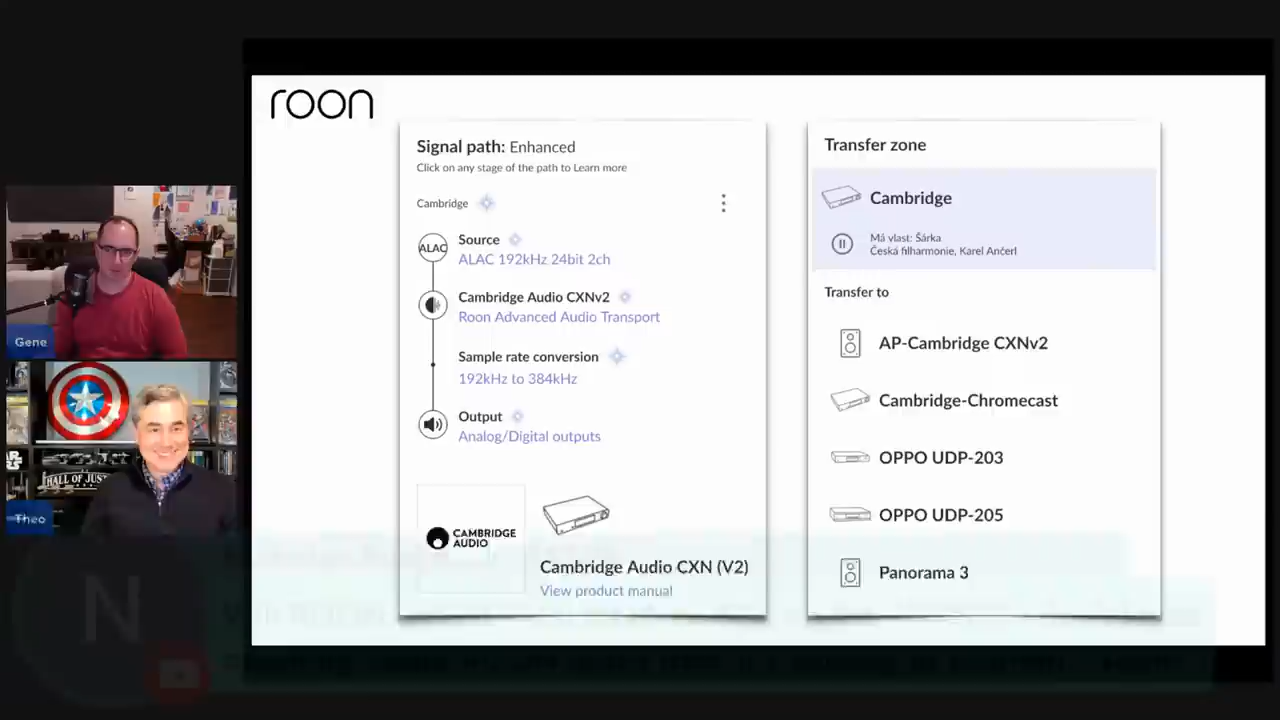 roon
Signal path: Enhanced
Click on any stage of the path to Learn more
Cambridge
ALAC
Source
ALAC 192kHz 24bit 2ch
Cambridge Audio CXNv2
Roon Advanced Audio Transport
Sample rate conversion
192kHz to 384kHz
Output
Analog/Digital outputs
CAMBRIDGE
AUDIO
Cambridge Audio CXN (V2)
View product manual
Transfer zone
Cambridge
Má vlast: Šárka
Česká filharmonie, Karel Ančerl
Transfer to
AP-Cambridge CXNv2
Cambridge-Chromecast
OPPO UDP-203
OPPO UDP-205
Panorama 3
Gene
HALL OF JUST
Theo
N